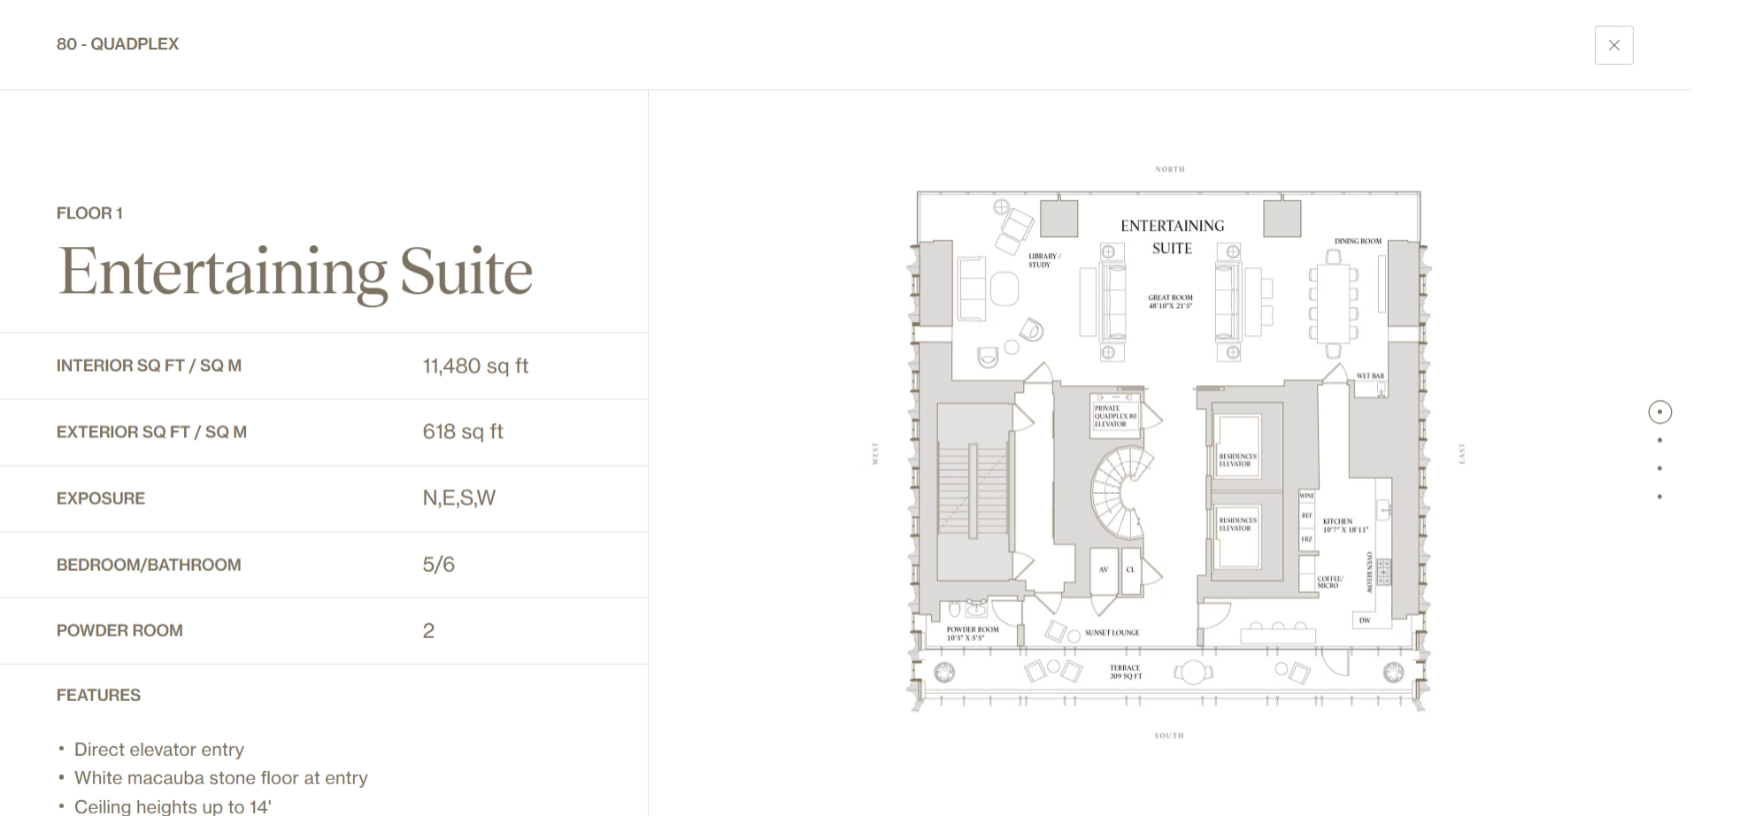 80 - QUADPLEX
FLOOR 1
Entertaining Suite
INTERIOR SQ FT / SQ M
11,480 sq ft
EXTERIOR SQ FT / SQ M
618 sq ft
EXPOSURE
N,E,S,W
BEDROOM/BATHROOM
5/6
POWDER ROOM
2
FEATURES
• Direct elevator entry
• White macauba stone floor at entry
• Ceiling heights up to 14'
NORTH
ENTERTAINING
SUITE
DINING ROOM
LIBRARY /
STUDY
GREAT ROOM
48'10"X 21'5"
WET BAR
PRIVATE
QUADPLEX 80
ELEVATOR
WEST
EAST
RESIDENCES
ELEVATOR
WINE
REF
FRZ
RESIDENCES
ELEVATOR
KITCHEN
10'7" X 18'11"
OVEN BELOW
AV
CL
COFFEE/
MICRO
DW
POWDER ROOM
10'5" X 5'5"
SUNSET LOUNGE
TERRACE
309 SQ FT
SOUTH